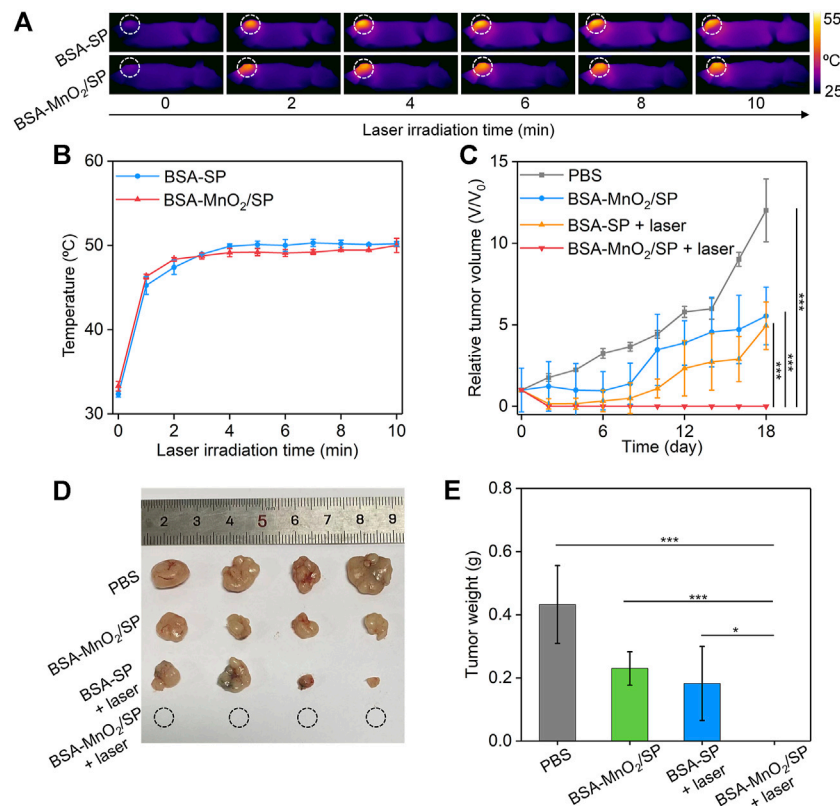 A
BSA-SP
BSA-MnO₂/SP
55
ºC
25
0 2 4 6 8 10
Laser irradiation time (min)
B
60
50
40
30
Temperature (ºC)
BSA-SP
BSA-MnO₂/SP
0 2 4 6 8 10
Laser irradiation time (min)
C
15
10
5
0
Relative tumor volume (V/V₀)
PBS
BSA-MnO₂/SP
BSA-SP + laser
BSA-MnO₂/SP + laser
***
***
***
0 6 12 18
Time (day)
D
2 3 4 5 6 7 8 9
PBS
BSA-MnO₂/SP
BSA-SP
+ laser
BSA-MnO₂/SP
+ laser
E
0.8
0.6
0.4
0.2
0.0
Tumor weight (g)
***
***
*
PBS
BSA-MnO₂/SP
BSA-SP
+ laser
BSA-MnO₂/SP
+ laser